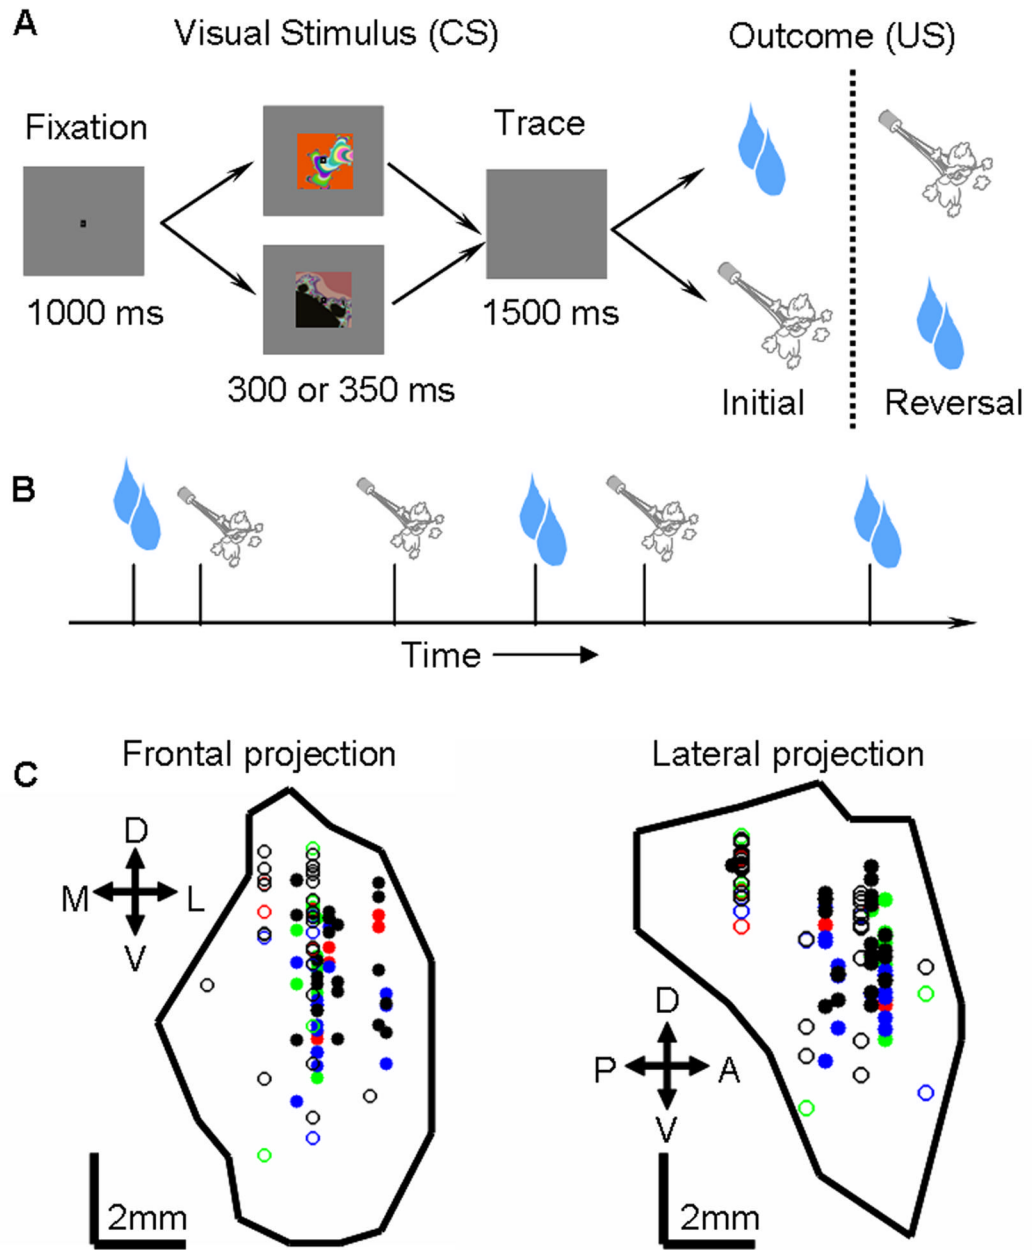 A
Visual Stimulus (CS)
Outcome (US)
Fixation
Trace
1000 ms
1500 ms
300 or 350 ms
Initial
Reversal
B
Time
C
Frontal projection
Lateral projection
D
M L
V
D
P A
V
2mm
2mm